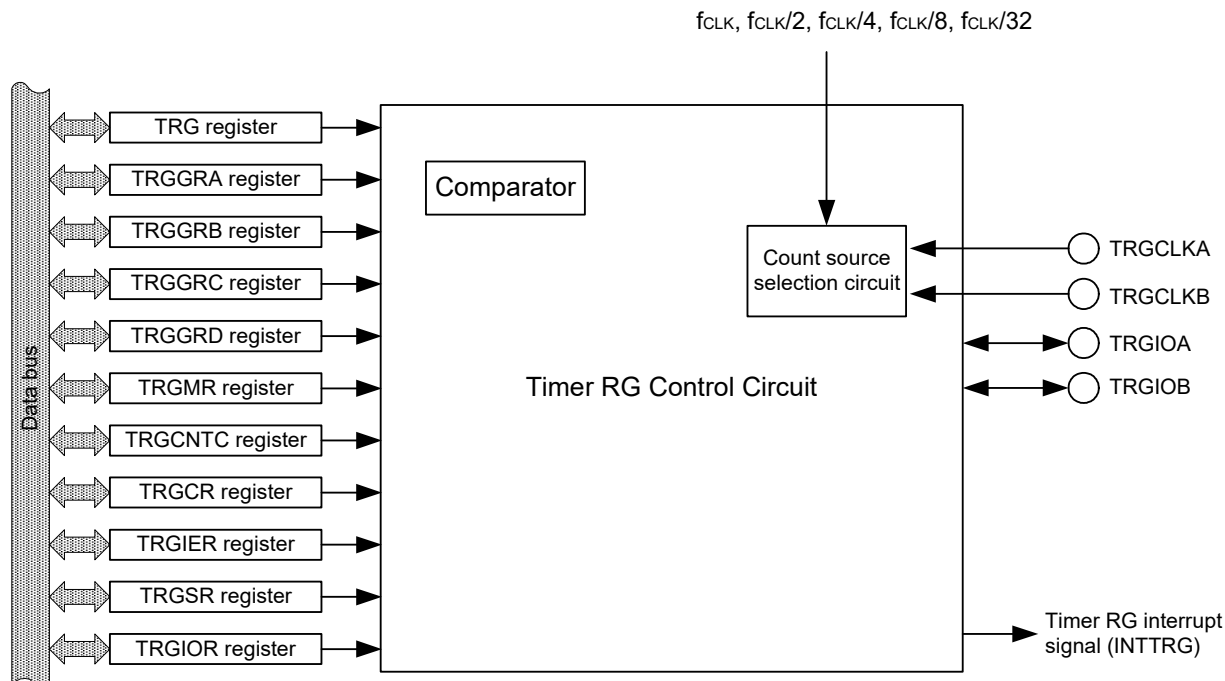 fCLK, fCLK/2, fCLK/4, fCLK/8, fCLK/32
Data bus
TRG register
TRGGRA register
TRGGRB register
TRGGRC register
TRGGRD register
TRGMR register
TRGCNTC register
TRGCR register
TRGIER register
TRGSR register
TRGIOR register
Comparator
Count source
selection circuit
Timer RG Control Circuit
TRGCLKA
TRGCLKB
TRGIOA
TRGIOB
Timer RG interrupt
signal (INTTRG)